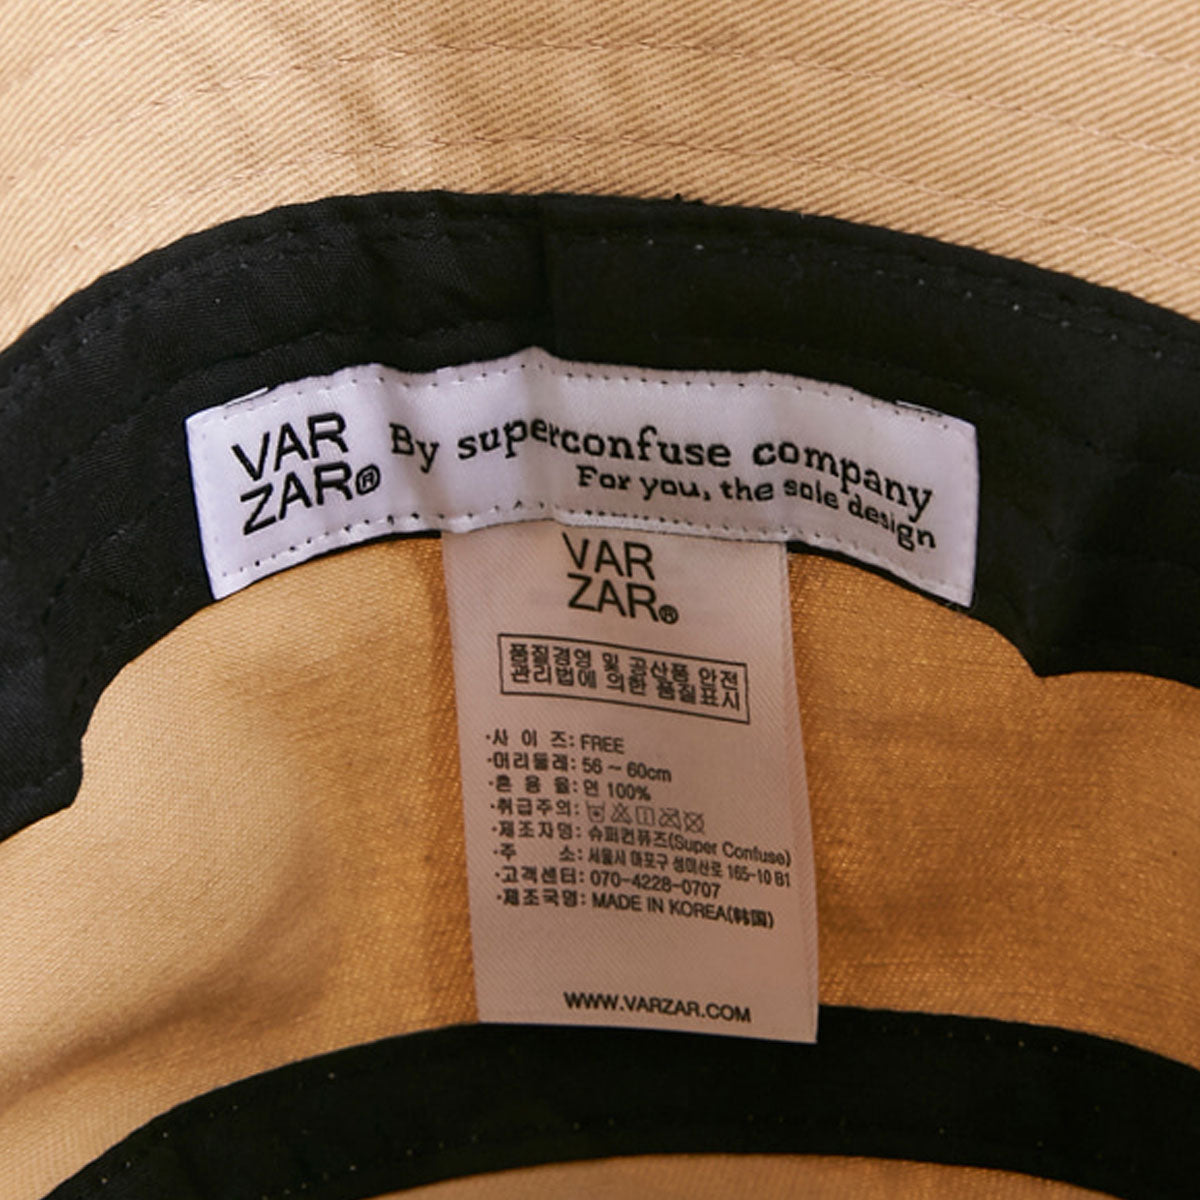 VAR
ZAR®
By superconfuse company
For you, the sole design
VAR
ZAR®
품질경영 및 공산품 안전
관리법에 의한 품질표시
·사 이 즈: FREE
·머리둘레: 56 ~ 60cm
·혼 용 율: 면 100%
·취급주의:
·제조자명: 슈퍼컨퓨즈(Super Confuse)
·주 소: 서울시 마포구 성미산로 165-10 B1
·고객센터: 070-4228-0707
·제조국명: MADE IN KOREA(韩国)
WWW.VARZAR.COM